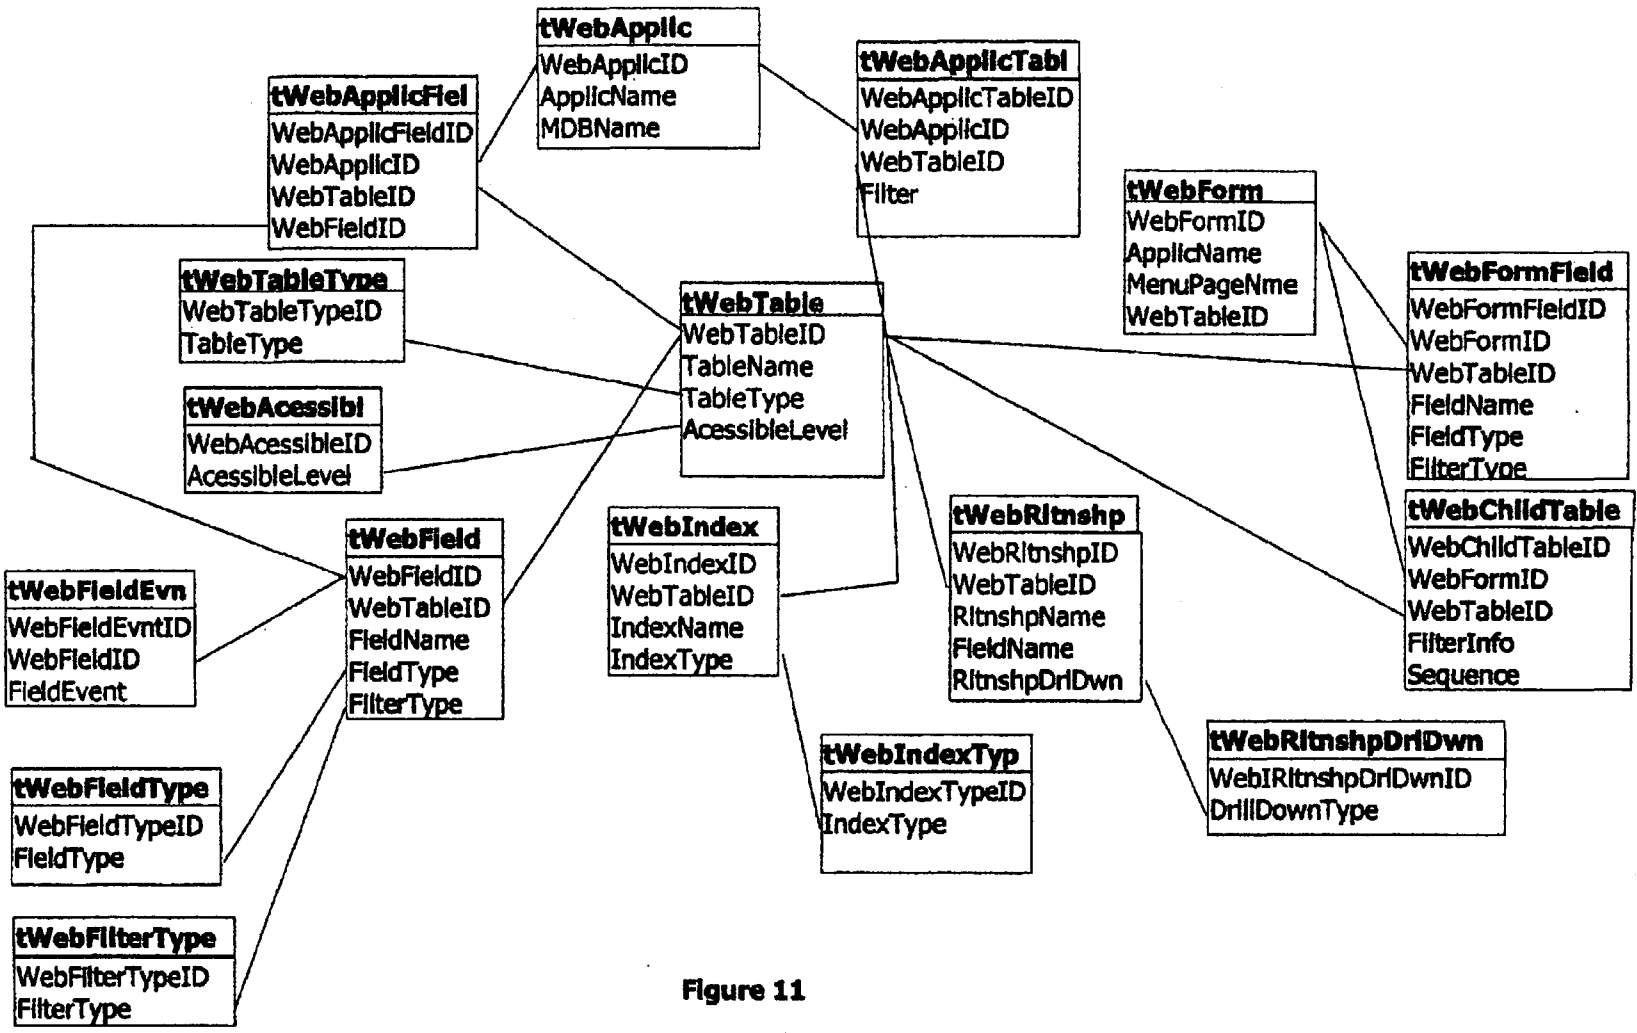 tWebApplic
WebApplicID
ApplicName
MDBName
tWebApplicTabl
WebApplicTableID
WebApplicID
WebTableID
Filter
tWebApplicFiel
WebApplicFieldID
WebApplicID
WebTableID
WebFieldID
tWebForm
WebFormID
ApplicName
MenuPageNme
WebTableID
tWebFormField
WebFormFieldID
WebFormID
WebTableID
FieldName
FieldType
FilterType
tWebTableType
WebTableTypeID
TableType
tWebTable
WebTableID
TableName
TableType
AcessibleLevel
tWebAcessibl
WebAcessibleID
AcessibleLevel
tWebChildTable
WebChildTableID
WebFormID
WebTableID
FilterInfo
Sequence
tWebField
WebFieldID
WebTableID
FieldName
FieldType
FilterType
tWebIndex
WebIndexID
WebTableID
IndexName
IndexType
tWebRltnshp
WebRltnshpID
WebTableID
RltnshpName
FieldName
RltnshpDrlDwn
tWebFieldEvn
WebFieldEvntID
WebFieldID
FieldEvent
tWebIndexTyp
WebIndexTypeID
IndexType
tWebRltnshpDrlDwn
WebIRltnshpDrlDwnID
DrillDownType
tWebFieldType
WebFieldTypeID
FieldType
tWebFilterType
WebFilterTypeID
FilterType
Figure 11